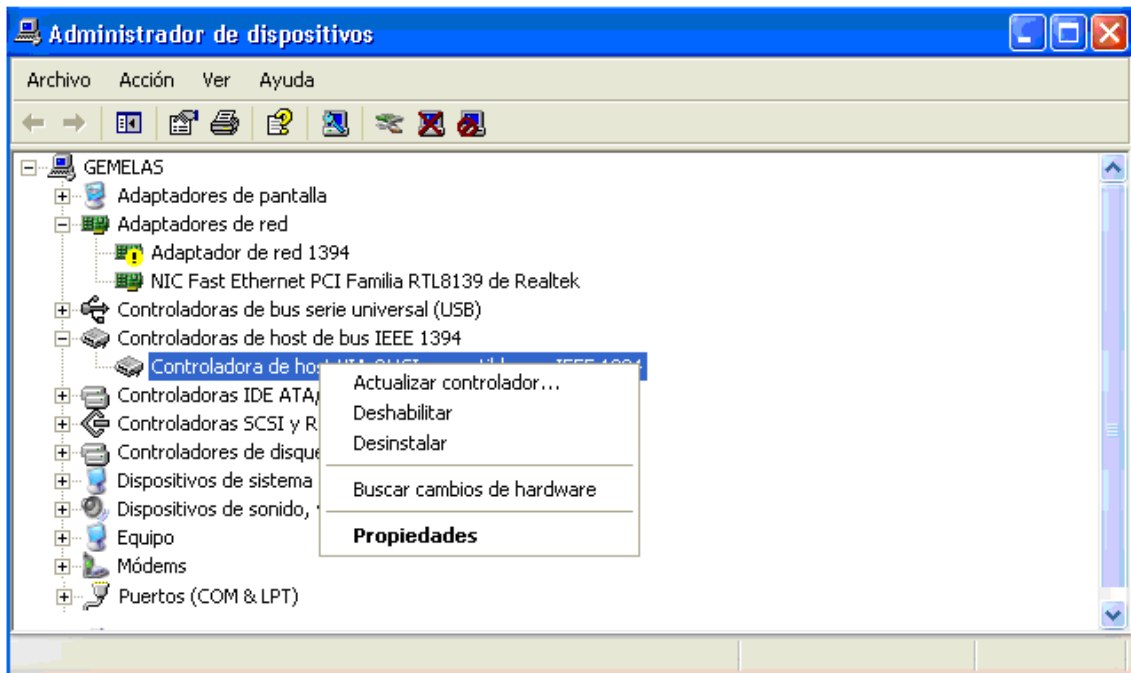 Administrador de dispositivos
Archivo Acción Ver Ayuda
GEMELAS
Adaptadores de pantalla
Adaptadores de red
Adaptador de red 1394
NIC Fast Ethernet PCI Familia RTL8139 de Realtek
Controladoras de bus serie universal (USB)
Controladoras de host de bus IEEE 1394
Controladora de host
Controladoras IDE ATA/
Controladoras SCSI y R
Controladores de disque
Dispositivos de sistema
Dispositivos de sonido,
Equipo
Módems
Puertos (COM & LPT)
Actualizar controlador...
Deshabilitar
Desinstalar
Buscar cambios de hardware
Propiedades